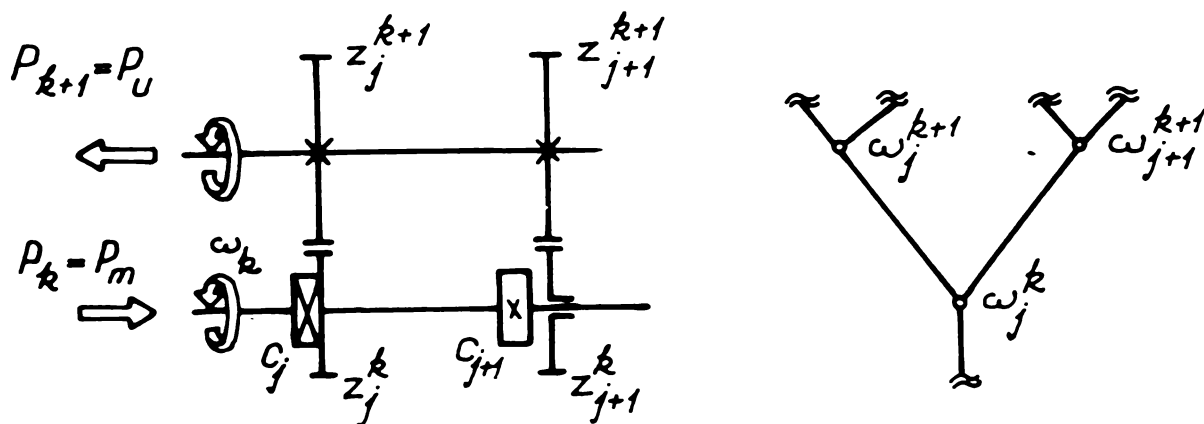 z_j^{k+1} z_{j+1}^{k+1}
P_{k+1}=P_u
ω_j^{k+1} ω_{j+1}^{k+1}
P_k=P_m ω_k
C_j z_j^k C_{j+1} z_{j+1}^k
ω_j^k